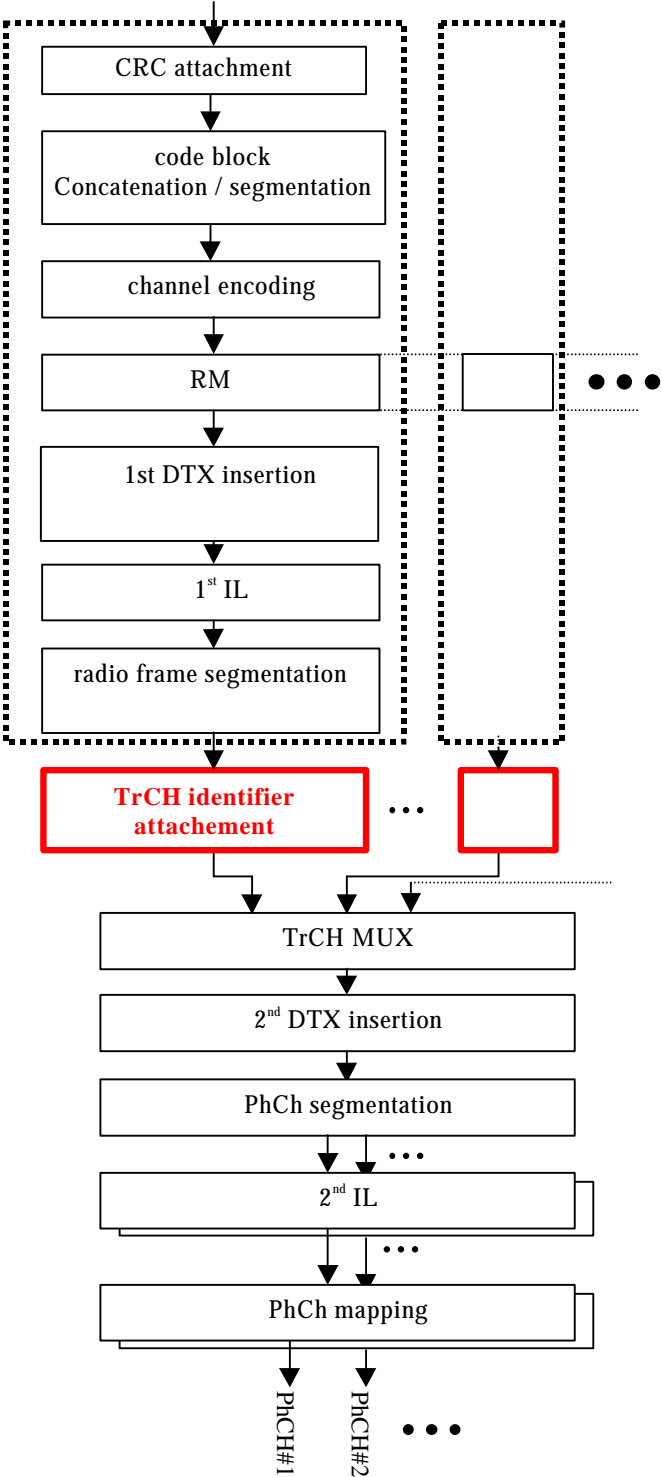 CRC attachment
code block
Concatenation / segmentation
channel encoding
RM
1st DTX insertion
1st IL
radio frame segmentation
TrCH identifier
attachement
TrCH MUX
2nd DTX insertion
PhCh segmentation
2nd IL
PhCh mapping
PhCH#1
PhCH#2